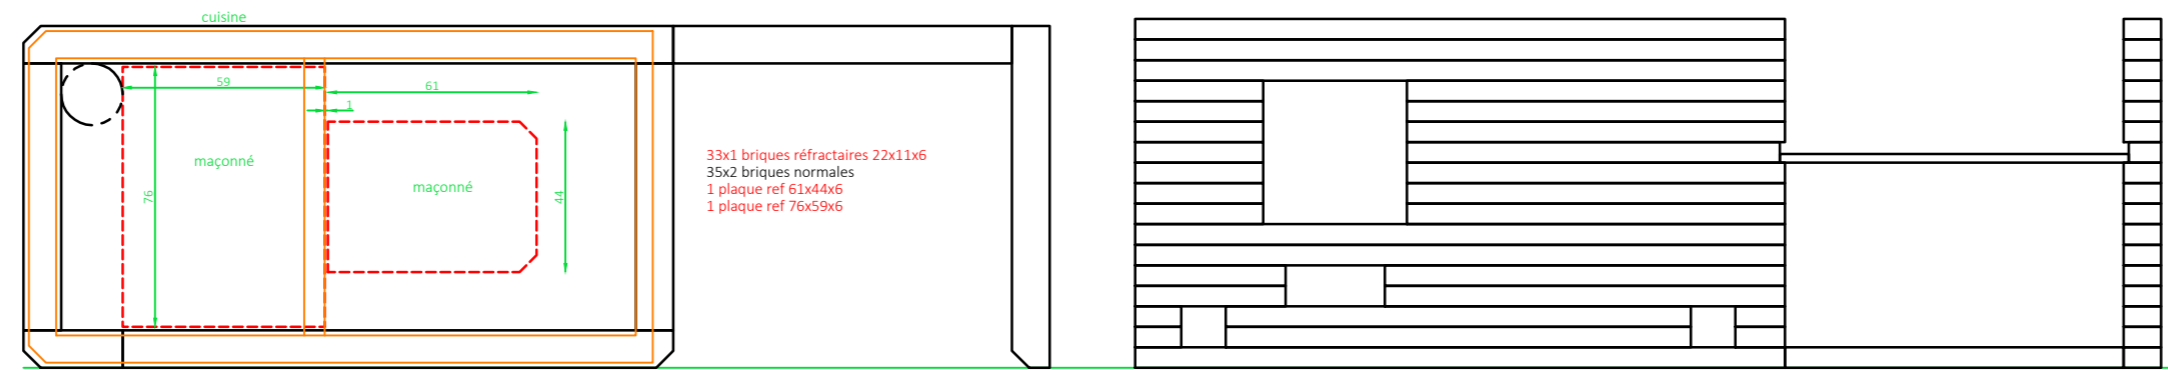 cuisine
59
61
1
76
maçonné
maçonné
44
33x1 briques réfractaires 22x11x6
35x2 briques normales
1 plaque ref 61x44x6
1 plaque ref 76x59x6